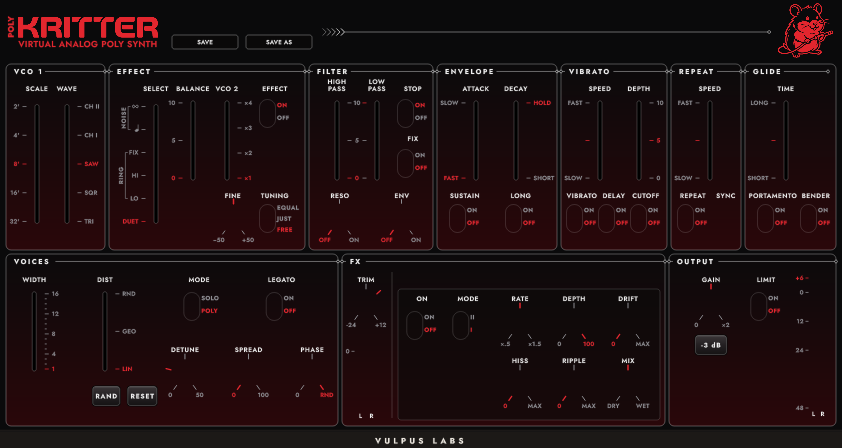 POLY KRITTER
VIRTUAL ANALOG POLY SYNTH
SAVE
SAVE AS
VCO 1
SCALE WAVE
2' CH II
4' CH I
8' SAW
16' SQR
32' TRI
EFFECT
SELECT BALANCE VCO 2 EFFECT
NOISE
∞
RING
FIX
HI
LO
DUET
10
5
0
×4
×3
×2
×1
ON
OFF
FINE
-50 +50
TUNING
EQUAL
JUST
FREE
FILTER
HIGH PASS
LOW PASS
STOP
10
5
0
ON
OFF
FIX
ON
OFF
RESO ENV
OFF ON
OFF ON
ENVELOPE
ATTACK DECAY
SLOW HOLD
FAST SHORT
SUSTAIN LONG
ON
OFF
ON
OFF
VIBRATO
SPEED DEPTH
FAST 10
5
SLOW 0
VIBRATO DELAY CUTOFF
ON
OFF
ON
OFF
ON
OFF
REPEAT
SPEED
FAST
SLOW
REPEAT SYNC
ON
OFF
GLIDE
TIME
LONG
SHORT
PORTAMENTO BENDER
ON
OFF
ON
OFF
VOICES
WIDTH
16
12
8
4
1
DIST
RND
GEO
LIN
MODE
SOLO
POLY
LEGATO
ON
OFF
DETUNE SPREAD PHASE
0 50
0 100
RND
RAND RESET
FX
TRIM
-24 +12
0
L R
ON
ON
OFF
MODE
II
I
RATE DEPTH DRIFT
×.5 ×1.5
0 100
0 MAX
HISS RIPPLE MIX
0 MAX
0 MAX
DRY WET
OUTPUT
GAIN
0 ×2
-3 dB
LIMIT
ON
OFF
+6
0
12
24
48
L R
VULPUS LABS